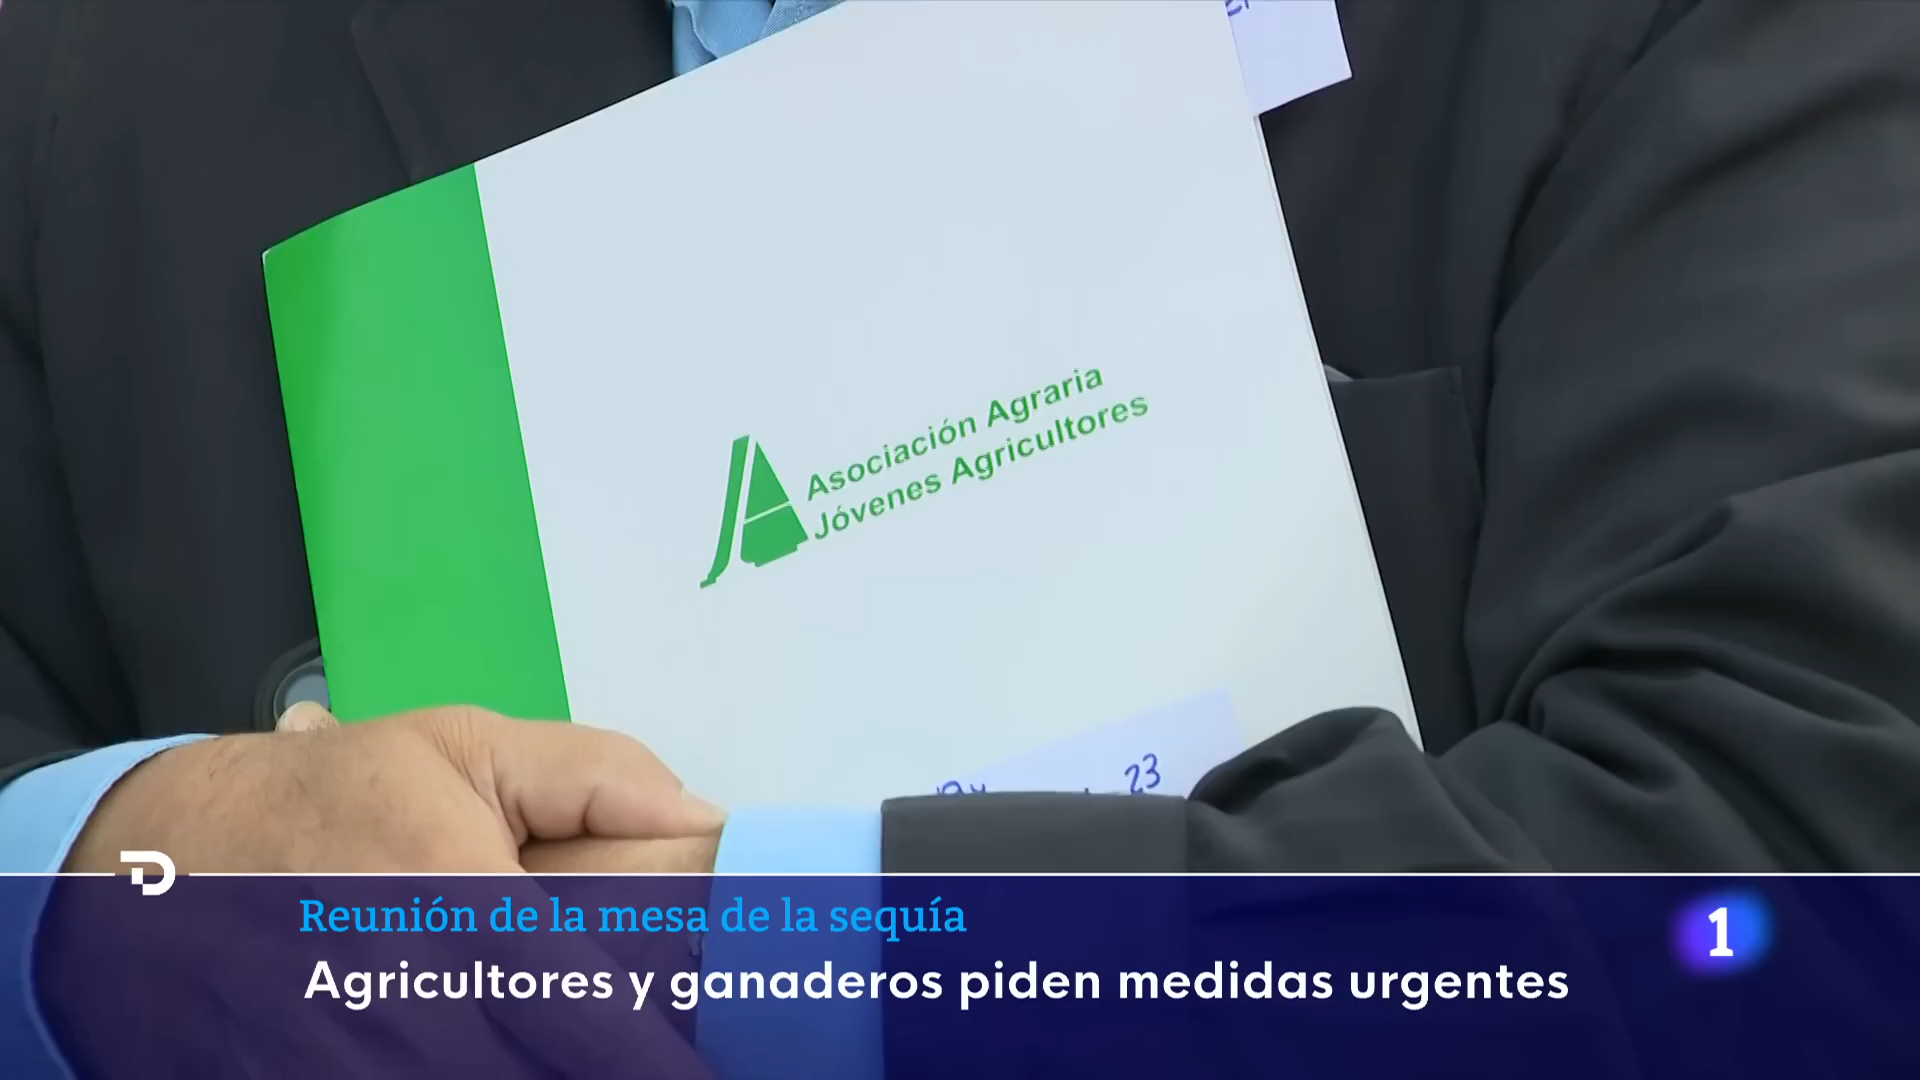 Asociación Agraria
Jóvenes Agricultores
23
Reunión de la mesa de la sequía
Agricultores y ganaderos piden medidas urgentes
1